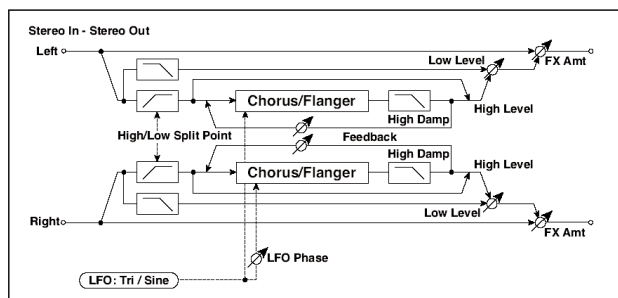 Stereo In - Stereo Out
Left
Low Level
FX Amt
Chorus/Flanger
High Damp
High Level
High/Low Split Point
Feedback
Chorus/Flanger
High Damp
High Level
Low Level
Right
FX Amt
LFO Phase
LFO: Tri / Sine